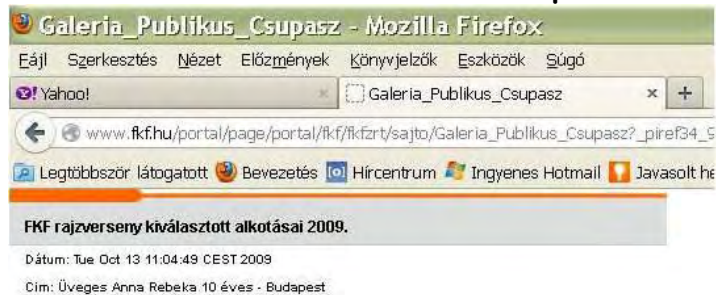 Galeria_Publikus_Csupasz - Mozilla Firefox
Fájl Szerkesztés Nézet Előzmények Könyvjelzők Eszközök Súgó
Yahoo! × Galeria_Publikus_Csupasz × +
www.fkf.hu/portal/page/portal/fkf/fkfzrt/sajto/Galeria_Publikus_Csupasz?_piref34_9
Legtöbbször látogatott Bevezetés Hírcentrum Ingyenes Hotmail Javasolt he
FKF rajzverseny kiválasztott alkotásai 2009.
Dátum: Tue Oct 13 11:04:49 CEST 2009
Cim: Üveges Anna Rebeka 10 éves - Budapest